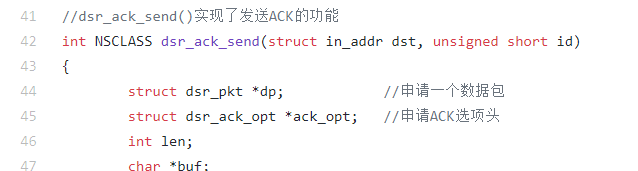 41 //dsr_ack_send()实现了发送ACK的功能
42 int NSCLASS dsr_ack_send(struct in_addr dst, unsigned short id)
43 {
44 struct dsr_pkt *dp; //申请一个数据包
45 struct dsr_ack_opt *ack_opt; //申请ACK选项头
46 int len;
47 char *buf;